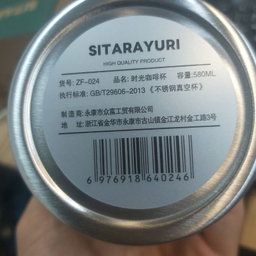 SITARAYURI
HIGH QUALITY PRODUCT
货号: ZF-024 品名: 时光咖啡杯 容量:580ML
执行标准: GB/T29606-2013 《不锈钢真空杯》
制造商: 永康市众富工贸有限公司
地 址: 浙江省金华市永康市古山镇金江龙村金工路3号
6 976918 640246